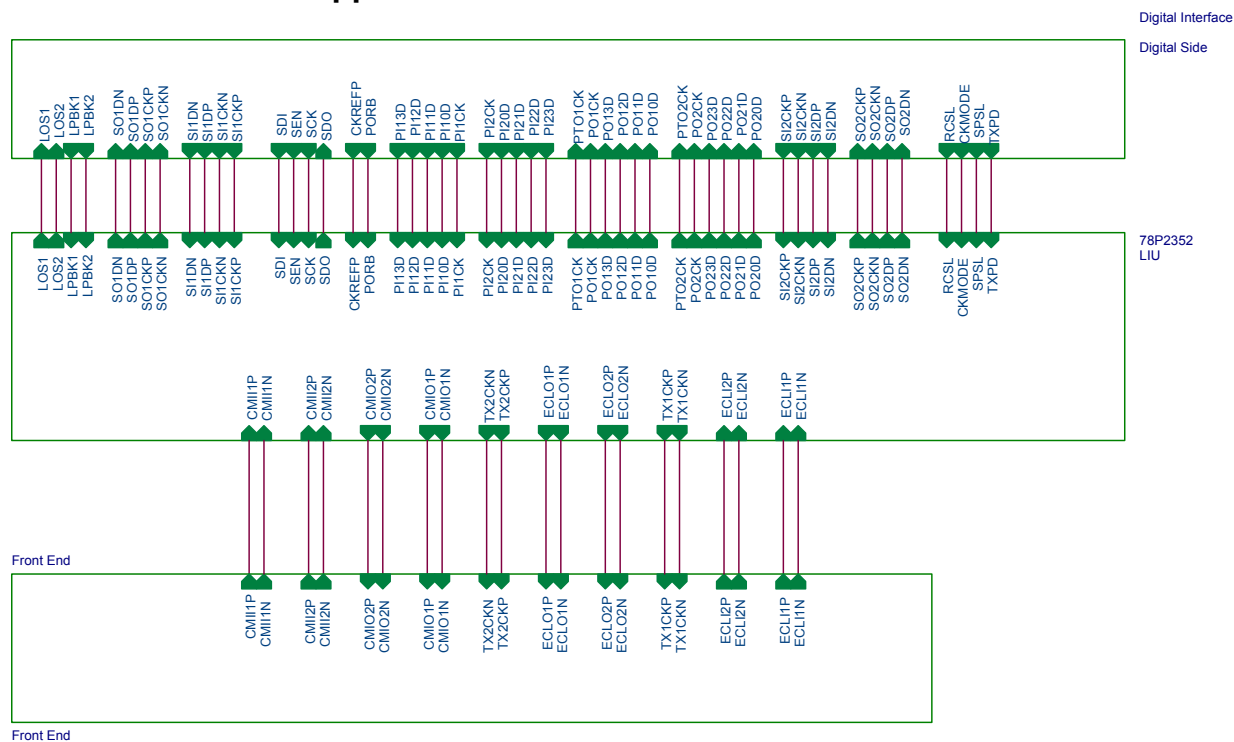 pp
Digital Interface
Digital Side
LOS1
LOS2
LPBK1
LPBK2
SO1DN
SO1DP
SO1CKP
SO1CKN
SI1DN
SI1DP
SI1CKN
SI1CKP
SDI
SEN
SCK
SDO
CKREFP
PORB
PI13D
PI12D
PI11D
PI10D
PI1CK
PI2CK
PI20D
PI21D
PI22D
PI23D
PTO1CK
PO1CK
PO13D
PO12D
PO11D
PO10D
PTO2CK
PO2CK
PO23D
PO22D
PO21D
PO20D
SI2CKP
SI2CKN
SI2DP
SI2DN
SO2CKP
SO2CKN
SO2DP
SO2DN
RCSL
CKMODE
SPSL
TXPD
78P2352
LIU
LOS1
LOS2
LPBK1
LPBK2
SO1DN
SO1DP
SO1CKP
SO1CKN
SI1DN
SI1DP
SI1CKN
SI1CKP
SDI
SEN
SCK
SDO
CKREFP
PORB
PI13D
PI12D
PI11D
PI10D
PI1CK
PI2CK
PI20D
PI21D
PI22D
PI23D
PTO1CK
PO1CK
PO13D
PO12D
PO11D
PO10D
PTO2CK
PO2CK
PO23D
PO22D
PO21D
PO20D
SI2CKP
SI2CKN
SI2DP
SI2DN
SO2CKP
SO2CKN
SO2DP
SO2DN
RCSL
CKMODE
SPSL
TXPD
CMII1P
CMII1N
CMII2P
CMII2N
CMIO2P
CMIO2N
CMIO1P
CMIO1N
TX2CKN
TX2CKP
ECLO1P
ECLO1N
ECLO2P
ECLO2N
TX1CKP
TX1CKN
ECLI2P
ECLI2N
ECLI1P
ECLI1N
Front End
CMII1P
CMII1N
CMII2P
CMII2N
CMIO2P
CMIO2N
CMIO1P
CMIO1N
TX2CKN
TX2CKP
ECLO1P
ECLO1N
ECLO2P
ECLO2N
TX1CKP
TX1CKN
ECLI2P
ECLI2N
ECLI1P
ECLI1N
Front End